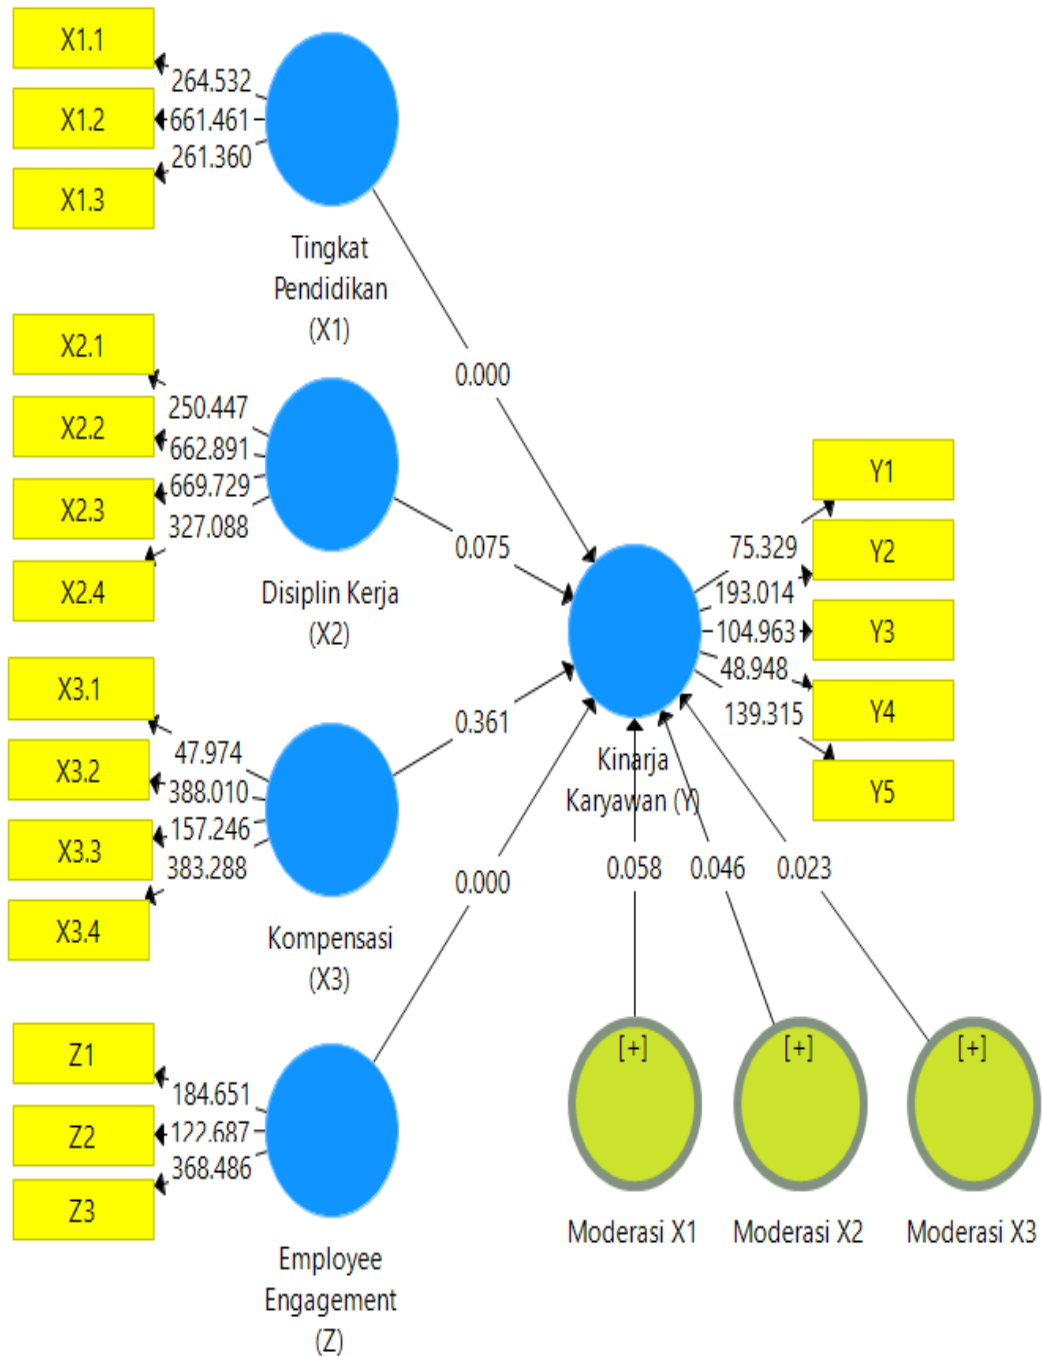 X1.1
264.532
X1.2
661.461
261.360
X1.3
Tingkat
Pendidikan
(X1)
X2.1
250.447
X2.2
662.891
669.729
X2.3
327.088
X2.4
Disiplin Kerja
(X2)
X3.1
47.974
X3.2
388.010
157.246
X3.3
383.288
X3.4
Kompensasi
(X3)
Z1
184.651
Z2
122.687
368.486
Z3
Employee
Engagement
(Z)
0.000
0.075
0.361
0.000
Kinarja
Karyawan (Y)
Y1
75.329
Y2
193.014
104.963
Y3
48.948
Y4
139.315
Y5
0.058
0.046
0.023
[+]
[+]
[+]
Moderasi X1
Moderasi X2
Moderasi X3